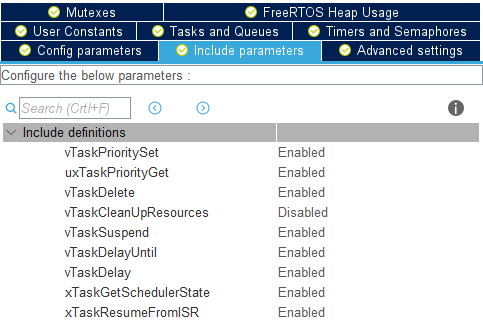 Mutexes FreeRTOS Heap Usage
User Constants Tasks and Queues Timers and Semaphores
Config parameters Include parameters Advanced settings
Configure the below parameters :
Search (Crtl+F)
Include definitions
vTaskPrioritySet Enabled
uxTaskPriorityGet Enabled
vTaskDelete Enabled
vTaskCleanUpResources Disabled
vTaskSuspend Enabled
vTaskDelayUntil Enabled
vTaskDelay Enabled
xTaskGetSchedulerState Enabled
xTaskResumeFromISR Enabled